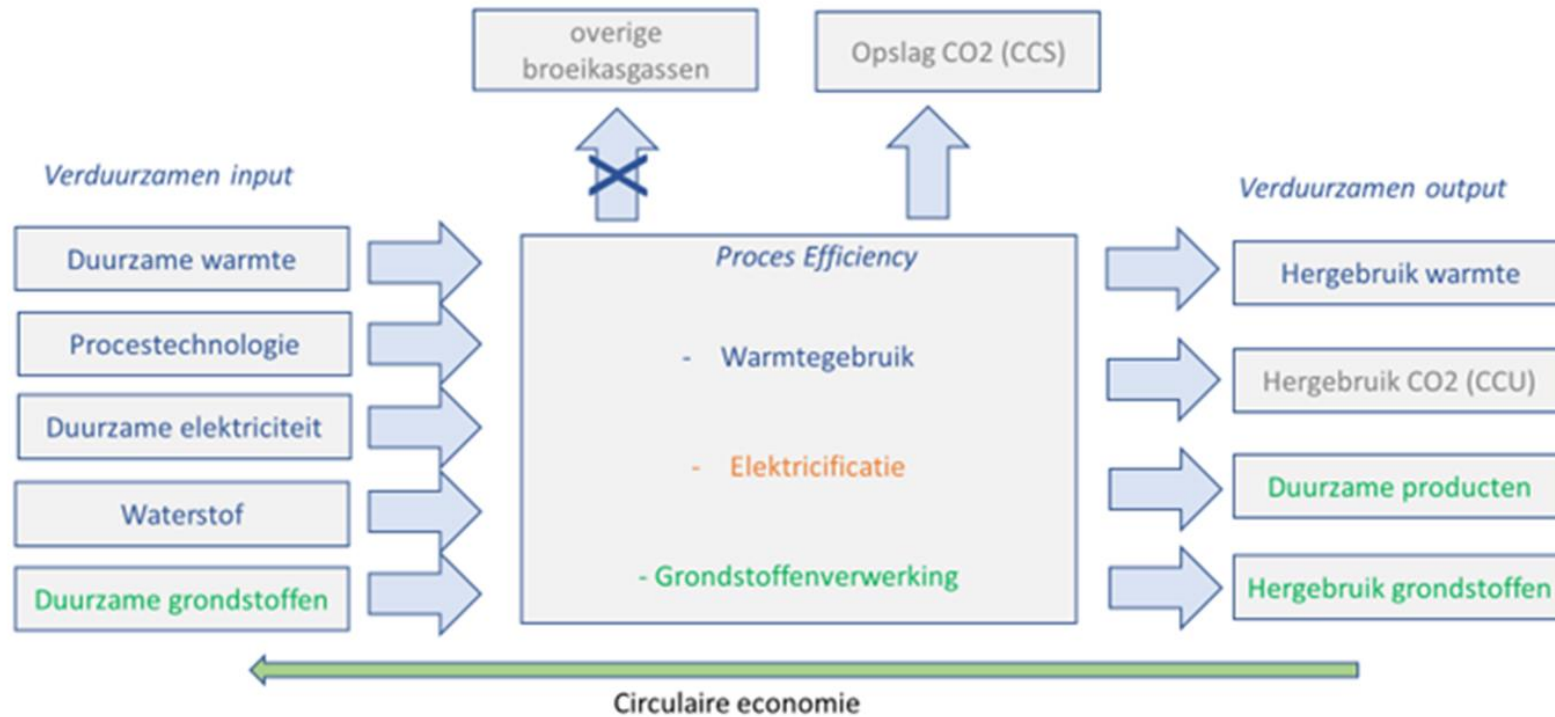 overige
broeikasgassen
Opslag CO2 (CCS)
Verduurzamen input
Verduurzamen output
Duurzame warmte
Procestechnologie
Duurzame elektriciteit
Waterstof
Duurzame grondstoffen
Proces Efficiency
- Warmtegebruik
- Elektricificatie
- Grondstoffenverwerking
Hergebruik warmte
Hergebruik CO2 (CCU)
Duurzame producten
Hergebruik grondstoffen
Circulaire economie